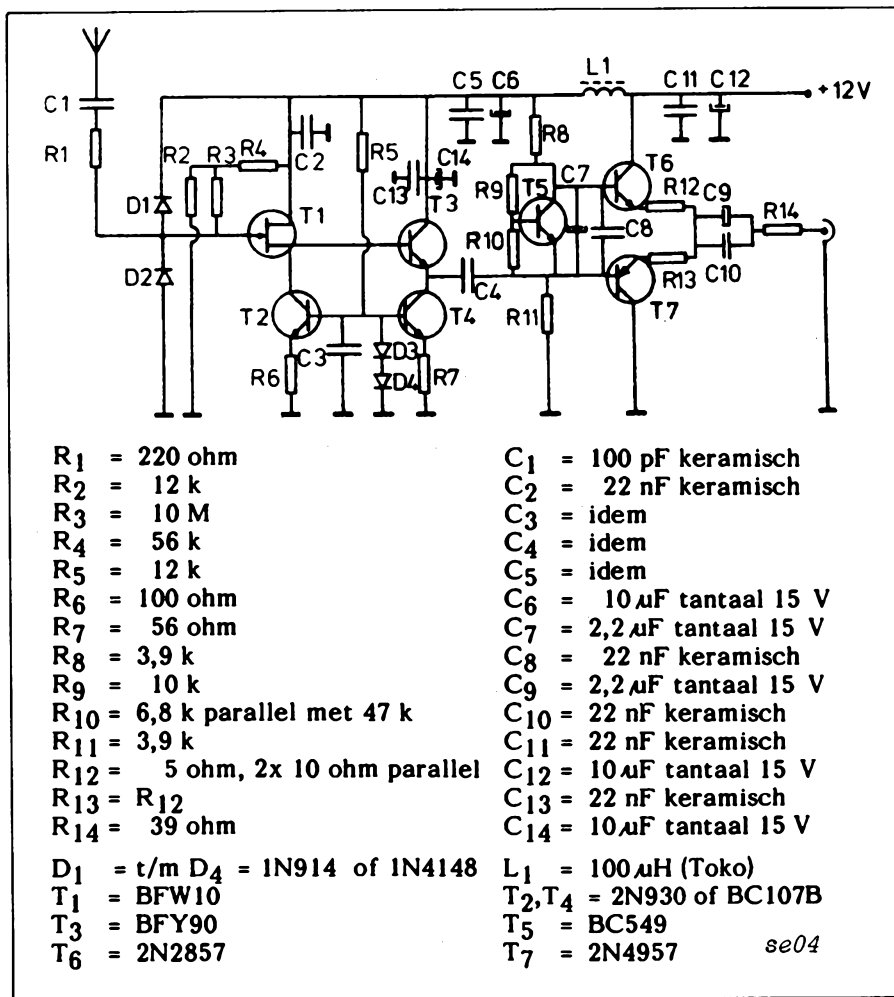 C1
R1
R2
R3
R4
C2
R5
C5
C6
L1
C11
C12
+12V
R8
D1
T1
C13
C14
T3
R9
T5
C7
T6
R12
C9
R14
R10
C8
D2
C4
R13
C10
T2
T4
R11
T7
C3
D3
R6
D4
R7
R1 = 220 ohm
R2 = 12 k
R3 = 10 M
R4 = 56 k
R5 = 12 k
R6 = 100 ohm
R7 = 56 ohm
R8 = 3,9 k
R9 = 10 k
R10 = 6,8 k parallel met 47 k
R11 = 3,9 k
R12 = 5 ohm, 2x 10 ohm parallel
R13 = R12
R14 = 39 ohm
C1 = 100 pF keramisch
C2 = 22 nF keramisch
C3 = idem
C4 = idem
C5 = idem
C6 = 10 µF tantaal 15 V
C7 = 2,2 µF tantaal 15 V
C8 = 22 nF keramisch
C9 = 2,2 µF tantaal 15 V
C10 = 22 nF keramisch
C11 = 22 nF keramisch
C12 = 10 µF tantaal 15 V
C13 = 22 nF keramisch
C14 = 10 µF tantaal 15 V
D1 = t/m D4 = 1N914 of 1N4148
T1 = BFW10
T3 = BFY90
T6 = 2N2857
L1 = 100 µH (Toko)
T2,T4 = 2N930 of BC107B
T5 = BC549
T7 = 2N4957
se04